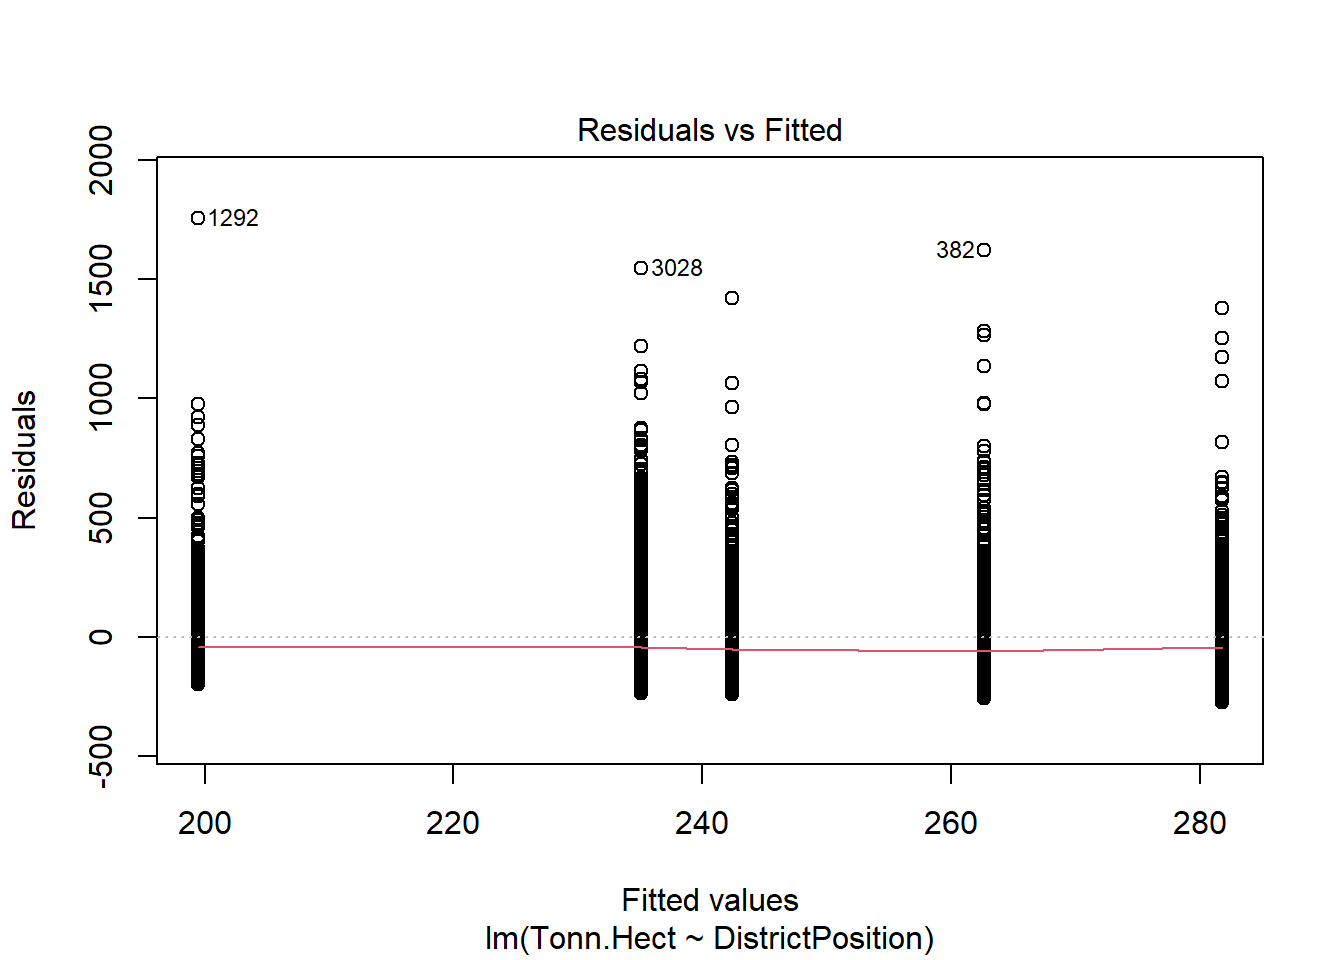 Residuals vs Fitted
2000
1500
1000
500
0
-500
Residuals
1292
3028
382
200 220 240 260 280
Fitted values
lm(Tonn.Hect ~ DistrictPosition)